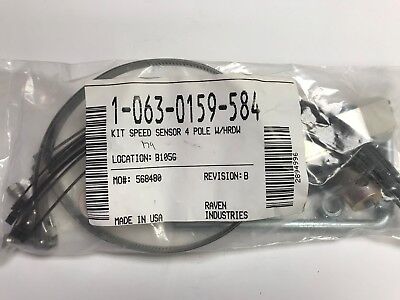 1-063-0159-584
KIT SPEED SENSOR 4 POLE W/HRDW
LOCATION: B105G
MO#: 568480 REVISION: B
MADE IN USA RAVEN INDUSTRIES
2894996